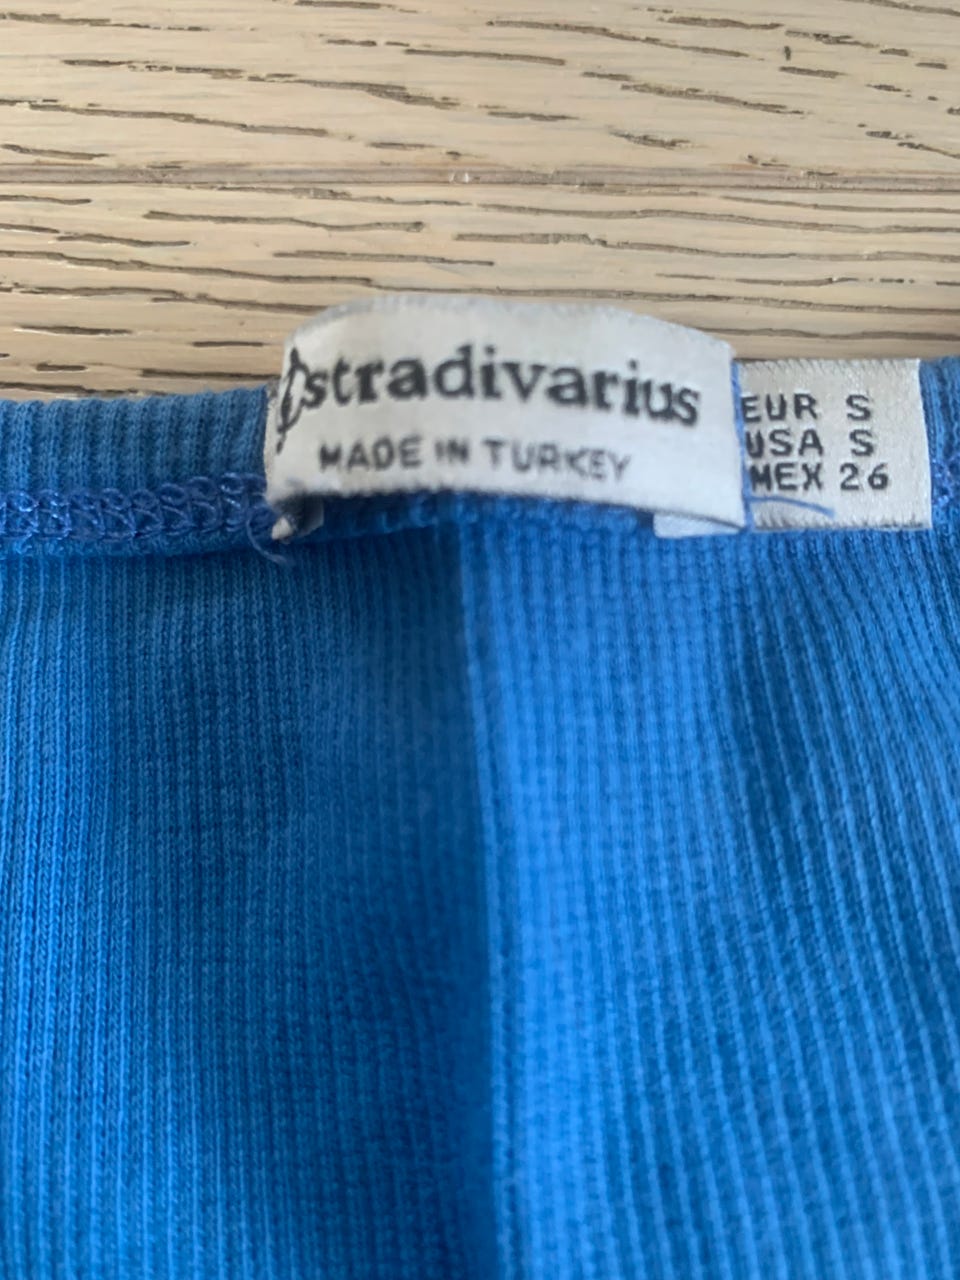 stradivarius
MADE IN TURKEY
EUR S
USA S
MEX 26